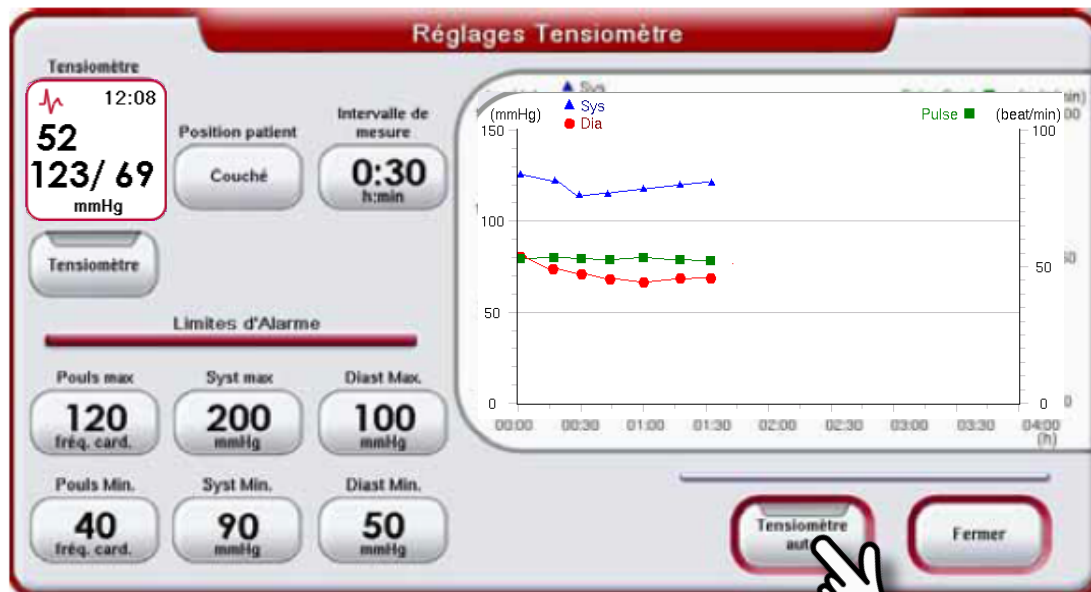 Réglages Tensiomètre
Tensiomètre
12:08
52
123/ 69
mmHg
Position patient
Couché
Intervalle de
mesure
0:30
h:min
Tensiomètre
Limites d'Alarme
Pouls max
120
fréq. card.
Syst max
200
mmHg
Diast Max.
100
mmHg
Pouls Min.
40
fréq. card.
Syst Min.
90
mmHg
Diast Min.
50
mmHg
(mmHg)
Sys
Dia
Pulse
(beat/min)
150
100
50
0
100
50
0
00:00 00:30 01:00 01:30 02:00 02:30 03:00 03:30 04:00
(h)
Tensiomètre
Fermer